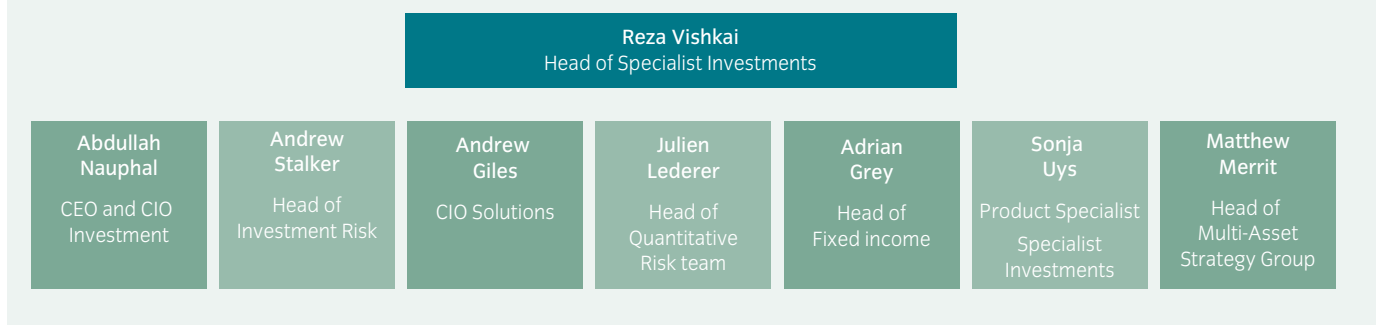 Reza Vishkai
Head of Specialist Investments
Abdullah
Nauphal
CEO and CIO
Investment
Andrew
Stalker
Head of
Investment Risk
Andrew
Giles
CIO Solutions
Julien
Lederer
Head of
Quantitative
Risk team
Adrian
Grey
Head of
Fixed income
Sonja
Uys
Product Specialist
Specialist
Investments
Matthew
Merrit
Head of
Multi-Asset
Strategy Group